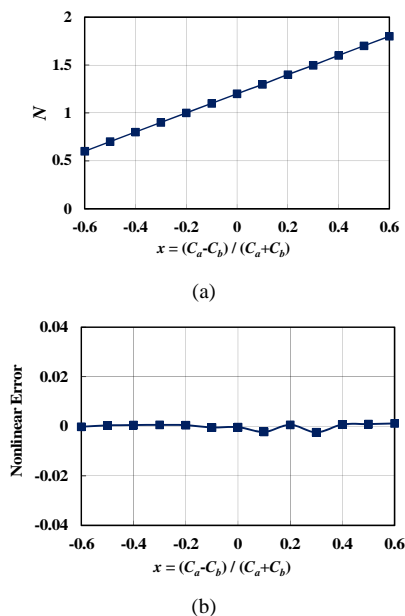 2
1.5
1
0.5
0
N
-0.6 -0.4 -0.2 0 0.2 0.4 0.6
x = (Ca-Cb) / (Ca+Cb)
(a)
0.04
0.02
0
-0.02
-0.04
Nonlinear Error
-0.6 -0.4 -0.2 0 0.2 0.4 0.6
x = (Ca-Cb) / (Ca+Cb)
(b)